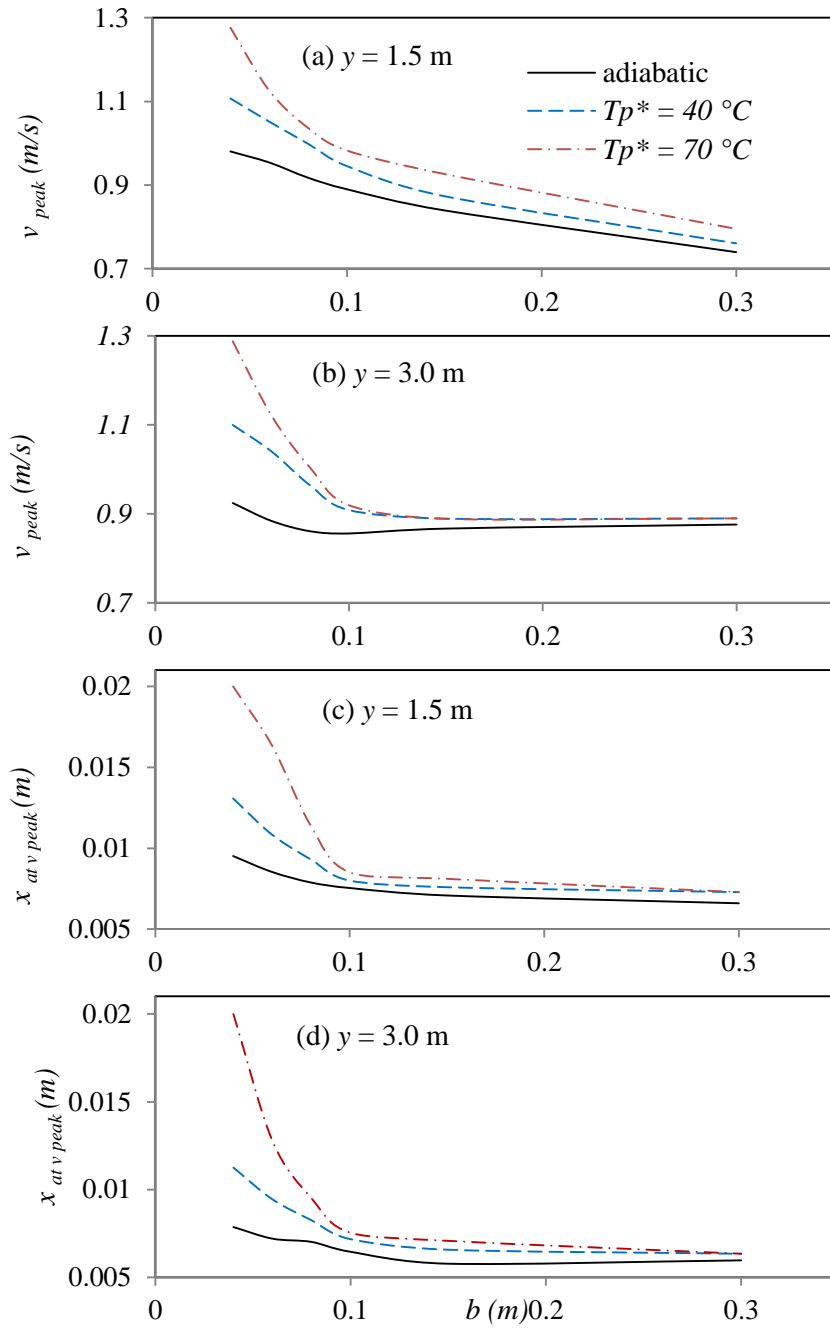 1.3
(a) y = 1.5 m
adiabatic
1.1
Tp* = 40 °C
Tp* = 70 °C
v peak (m/s)
0.9
0.7
0 0.1 0.2 0.3
1.3
(b) y = 3.0 m
1.1
v peak (m/s)
0.9
0.7
0 0.1 0.2 0.3
0.02
(c) y = 1.5 m
0.015
x at v peak (m)
0.01
0.005
0 0.1 0.2 0.3
0.02
(d) y = 3.0 m
0.015
x at v peak (m)
0.01
0.005
0 0.1 b (m) 0.2 0.3